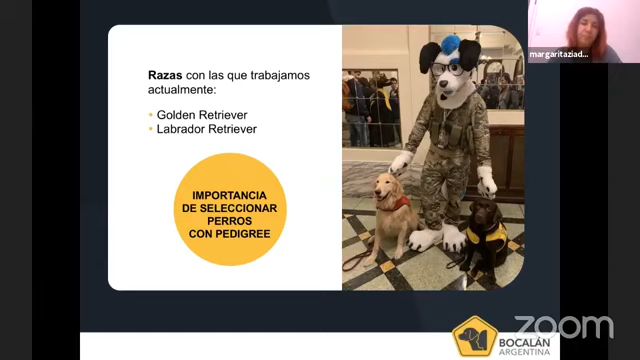 margaritaziad...
Razas con las que trabajamos
actualmente:
• Golden Retriever
• Labrador Retriever
IMPORTANCIA
DE SELECCIONAR
PERROS
CON PEDIGREE
zoom
BOCALÁN
ARGENTINA